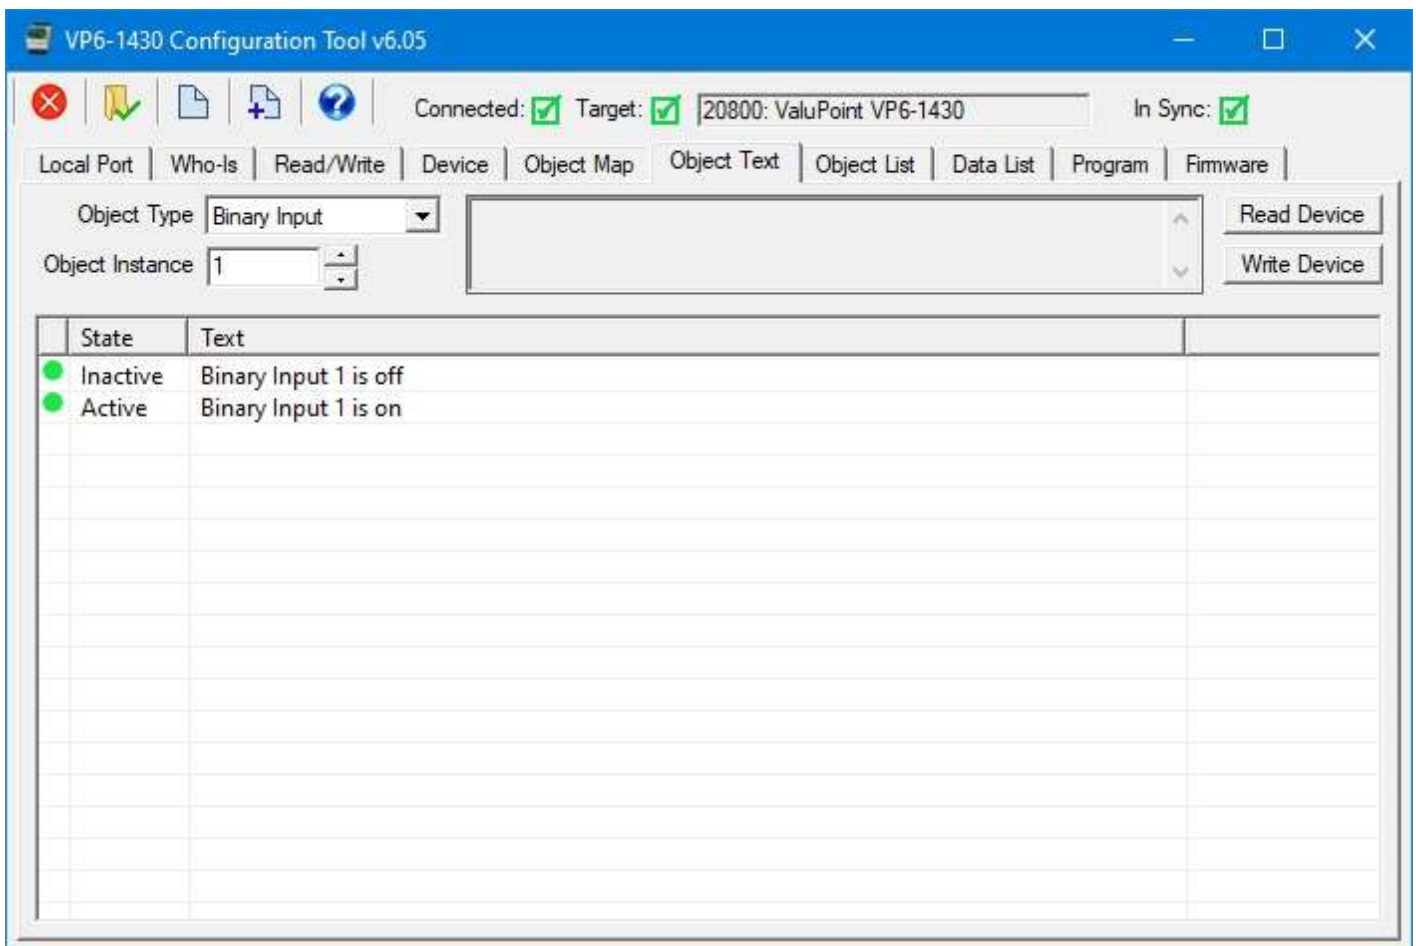 VP6-1430 Configuration Tool v6.05
Connected: Target: 20800: ValuPoint VP6-1430 In Sync:
Local Port Who-Is Read/Write Device Object Map Object Text Object List Data List Program Firmware
Object Type Binary Input Read Device
Object Instance 1 Write Device
State Text
Inactive Binary Input 1 is off
Active Binary Input 1 is on